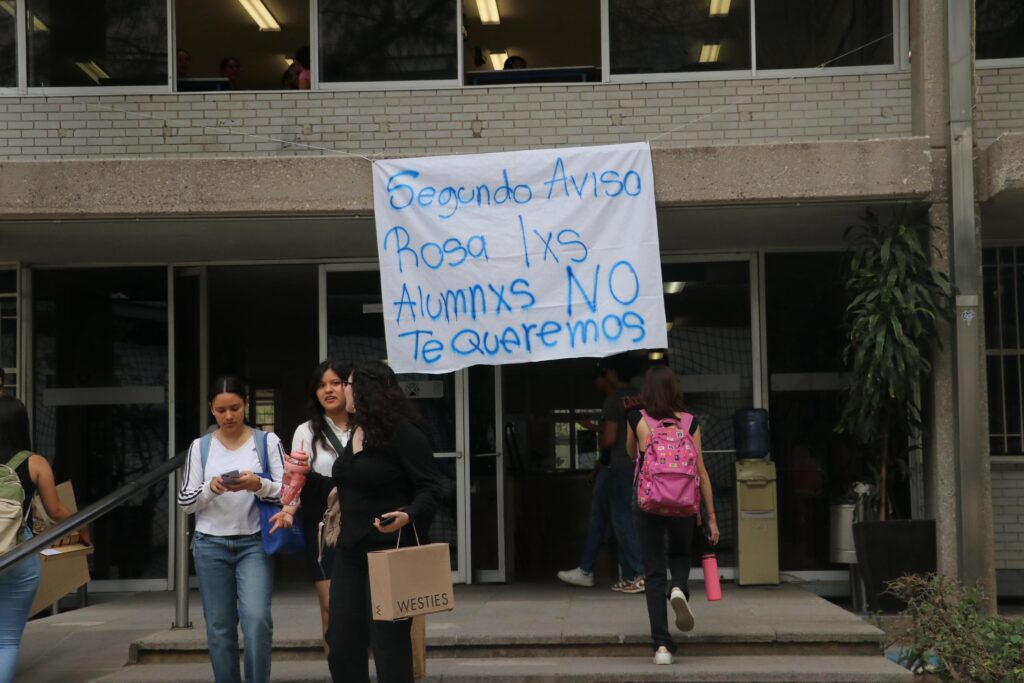 Segundo Aviso
Rosa lxs
Alumnxs NO
Te Queremos
WESTIES